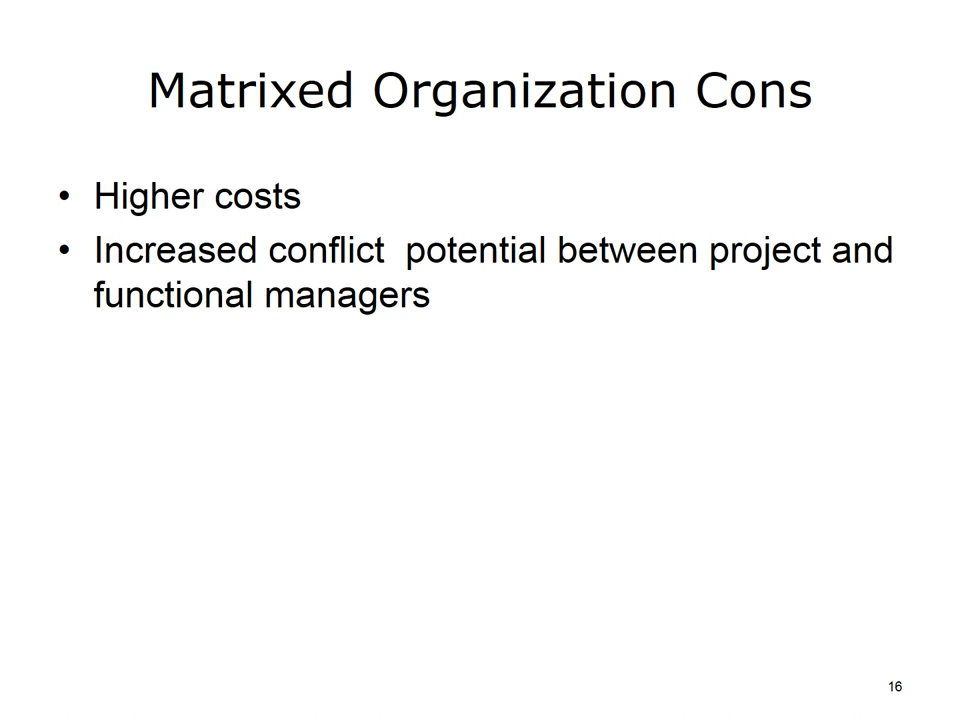 Matrixed Organization Cons
• Higher costs
• Increased conflict  potential between project and
functional managers
16